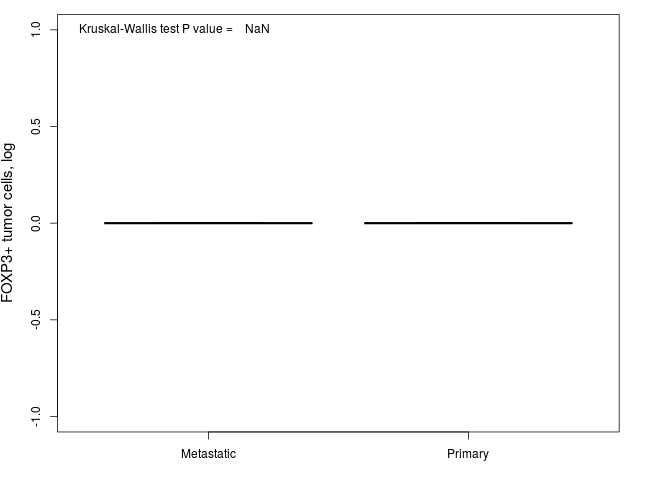 Kruskal-Wallis test P value = NaN
FOXP3+ tumor cells, log
1.0
0.5
0.0
-0.5
-1.0
Metastatic Primary